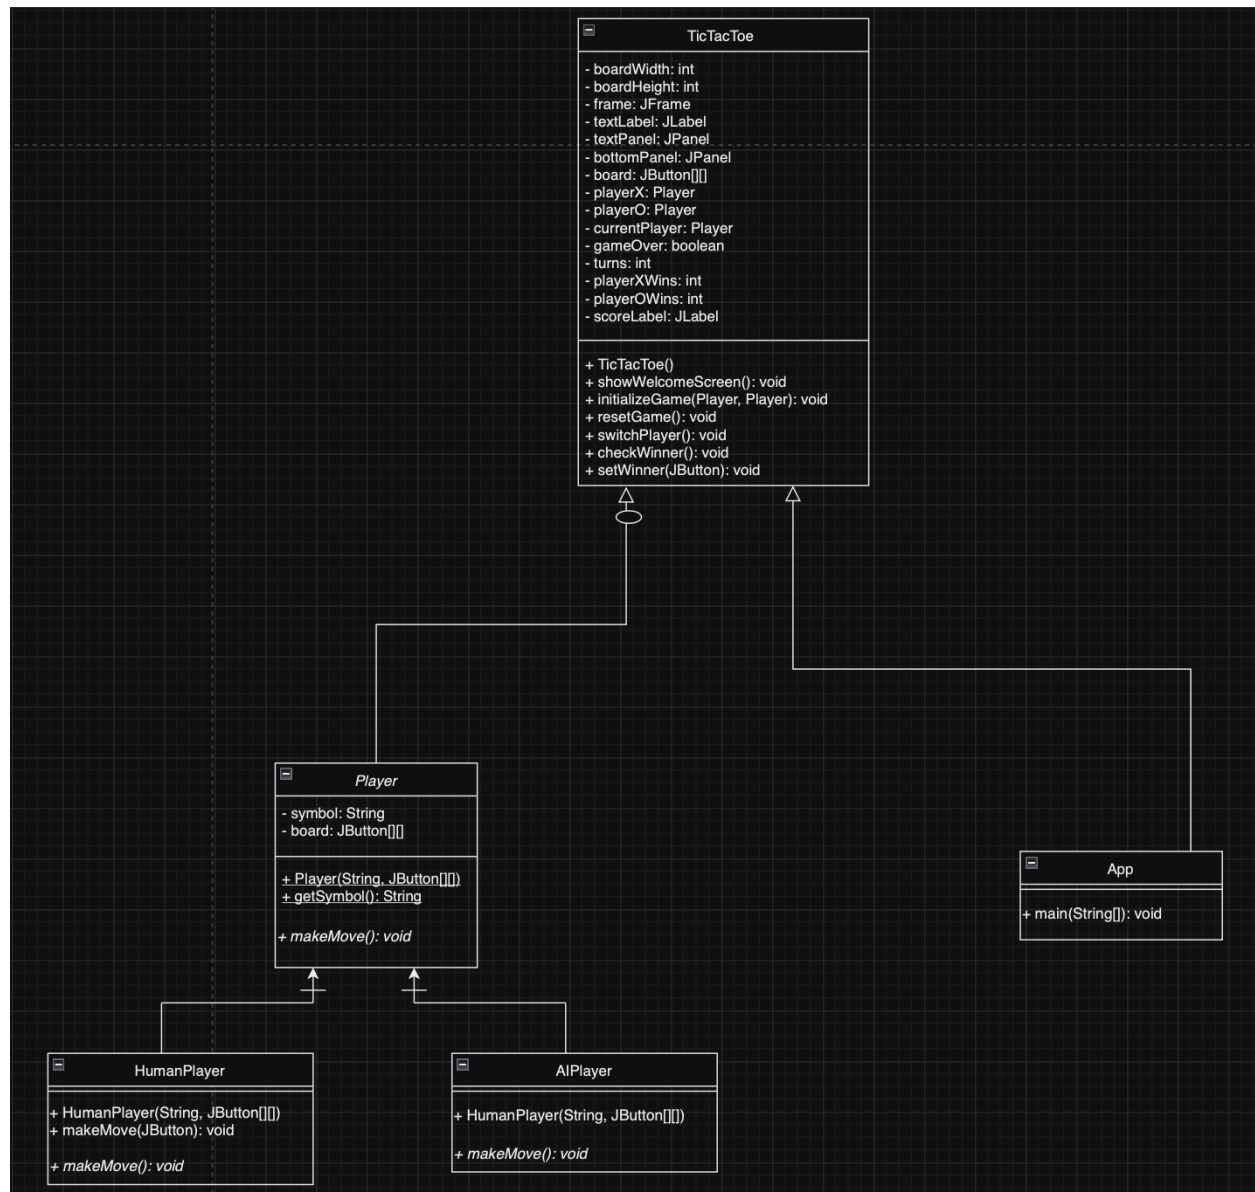 TicTacToe
- boardWidth: int
- boardHeight: int
- frame: JFrame
- textLabel: JLabel
- textPanel: JPanel
- bottomPanel: JPanel
- board: JButton[][]
- playerX: Player
- playerO: Player
- currentPlayer: Player
- gameOver: boolean
- turns: int
- playerXWins: int
- playerOWins: int
- scoreLabel: JLabel
+ TicTacToe()
+ showWelcomeScreen(): void
+ initializeGame(Player, Player): void
+ resetGame(): void
+ switchPlayer(): void
+ checkWinner(): void
+ setWinner(JButton): void
Player
- symbol: String
- board: JButton[][]
+ Player(String, JButton[][])
+ getSymbol(): String
+ makeMove(): void
App
+ main(String[]): void
HumanPlayer
+ HumanPlayer(String, JButton[][])
+ makeMove(JButton): void
+ makeMove(): void
AIPlayer
+ HumanPlayer(String, JButton[][])
+ makeMove(): void